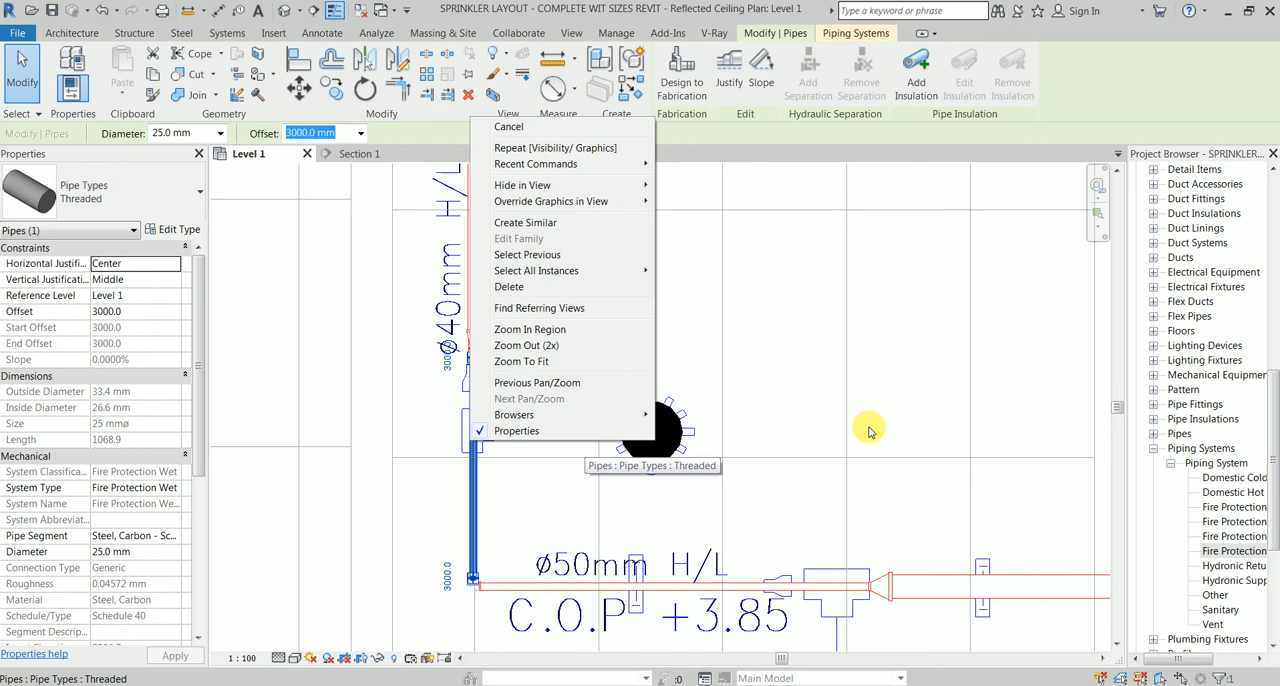 SPRINKLER LAYOUT - COMPLETE WIT SIZES REVIT - Reflected Ceiling Plan: Level 1
Type a keyword or phrase
Sign In
File
Architecture
Structure
Steel
Systems
Insert
Annotate
Analyze
Massing & Site
Collaborate
View
Manage
Add-Ins
V-Ray
Modify | Pipes
Piping Systems
Modify
Paste
Cope
Cut
Join
Design to
Fabrication
Justify
Slope
Add
Separation
Remove
Separation
Add
Insulation
Edit
Insulation
Remove
Insulation
Select
Properties
Clipboard
Geometry
Modify
View
Measure
Create
Fabrication
Edit
Hydraulic Separation
Pipe Insulation
Modify | Pipes
Diameter:
25.0 mm
Offset:
3000.0 mm
Properties
Pipe Types
Threaded
Pipes (1)
Edit Type
Constraints
Horizontal Justifi...
Center
Vertical Justificati...
Middle
Reference Level
Level 1
Offset
3000.0
Start Offset
3000.0
End Offset
3000.0
Slope
0.0000%
Dimensions
Outside Diameter
33.4 mm
Inside Diameter
26.6 mm
Size
25 mmø
Length
1068.9
Mechanical
System Classifica...
Fire Protection Wet
System Type
Fire Protection Wet
System Name
Fire Protection We...
System Abbreviat...
Pipe Segment
Steel, Carbon - Sc...
Diameter
25.0 mm
Connection Type
Generic
Roughness
0.04572 mm
Material
Steel, Carbon
Schedule/Type
Schedule 40
Segment Descrip...
Properties help
Apply
Level 1
Section 1
Cancel
Repeat [Visibility/ Graphics]
Recent Commands
Hide in View
Override Graphics in View
Create Similar
Edit Family
Select Previous
Select All Instances
Delete
Find Referring Views
Zoom In Region
Zoom Out (2x)
Zoom To Fit
Previous Pan/Zoom
Next Pan/Zoom
Browsers
Properties
Pipes : Pipe Types : Threaded
ø40mm H/L
3000.0
ø50mm H/L
C.O.P +3.85
Project Browser - SPRINKLER...
Detail Items
Duct Accessories
Duct Fittings
Duct Insulations
Duct Linings
Duct Systems
Ducts
Electrical Equipment
Electrical Fixtures
Flex Ducts
Flex Pipes
Floors
Lighting Devices
Lighting Fixtures
Mechanical Equipmen
Pattern
Pipe Fittings
Pipe Insulations
Pipes
Piping Systems
Piping System
Domestic Cold
Domestic Hot
Fire Protection
Fire Protection
Fire Protection
Fire Protection
Hydronic Retu
Hydronic Supp
Other
Sanitary
Vent
Plumbing Fixtures
1 : 100
Pipes : Pipe Types : Threaded
:0
Main Model
:1